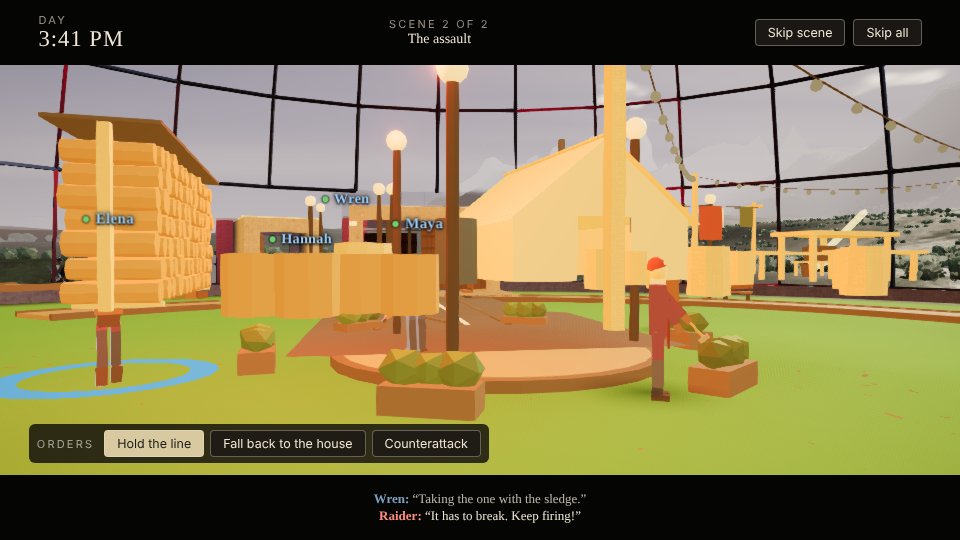 DAY
3:41 PM
SCENE 2 OF 2
The assault
Skip scene
Skip all
Wren
Elena
Maya
Hannah
ORDERS
Hold the line
Fall back to the house
Counterattack
Wren: “Taking the one with the sledge.”
Raider: “It has to break. Keep firing!”